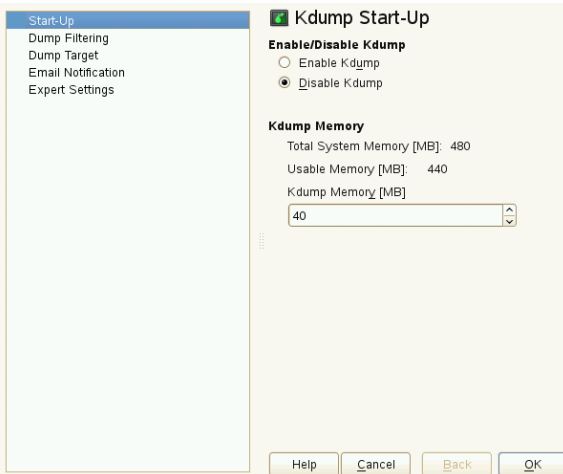 Start-Up
Dump Filtering
Dump Target
Email Notification
Expert Settings
Kdump Start-Up
Enable/Disable Kdump
Enable Kdump
Disable Kdump
Kdump Memory
Total System Memory [MB]: 480
Usable Memory [MB]: 440
Kdump Memory [MB]
40
Help Cancel Back OK